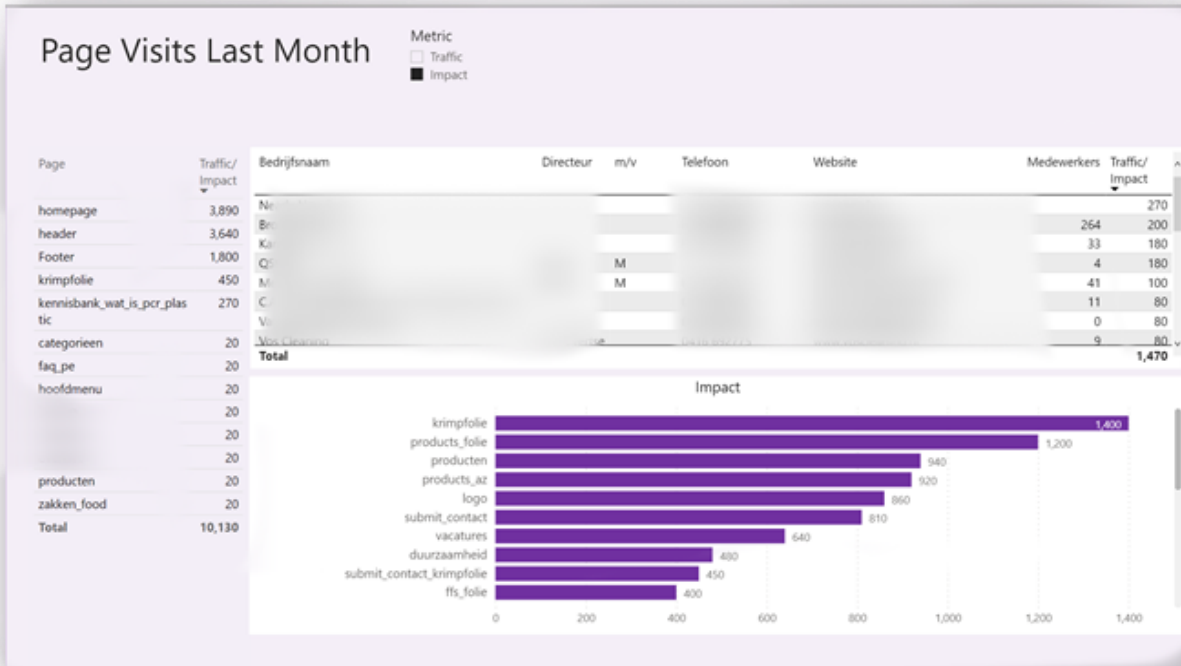 Page Visits Last Month
Metric
Traffic
Impact
Page Traffic/
Impact
homepage 3,890
header 3,640
Footer 1,800
krimpfolie 450
kennisbank_wat_is_pcr_plas 270
tic
categorieen 20
faq_pe 20
hoofdmenu 20
20
20
20
producten 20
zakken_food 20
Total 10,130
Bedrijfsnaam Directeur m/v Telefoon Website Medewerkers Traffic/
Impact
270
264 200
33 180
M 4 180
M 41 100
11 80
0 80
Vos Cleaning 9 80
Total 1,470
Impact
krimpfolie 1,400
products_folie 1,200
producten 940
products_az 920
logo 860
submit_contact 810
vacatures 640
duurzaamheid 480
submit_contact_krimpfolie 450
ffs_folie 400
0 200 400 600 800 1,000 1,200 1,400